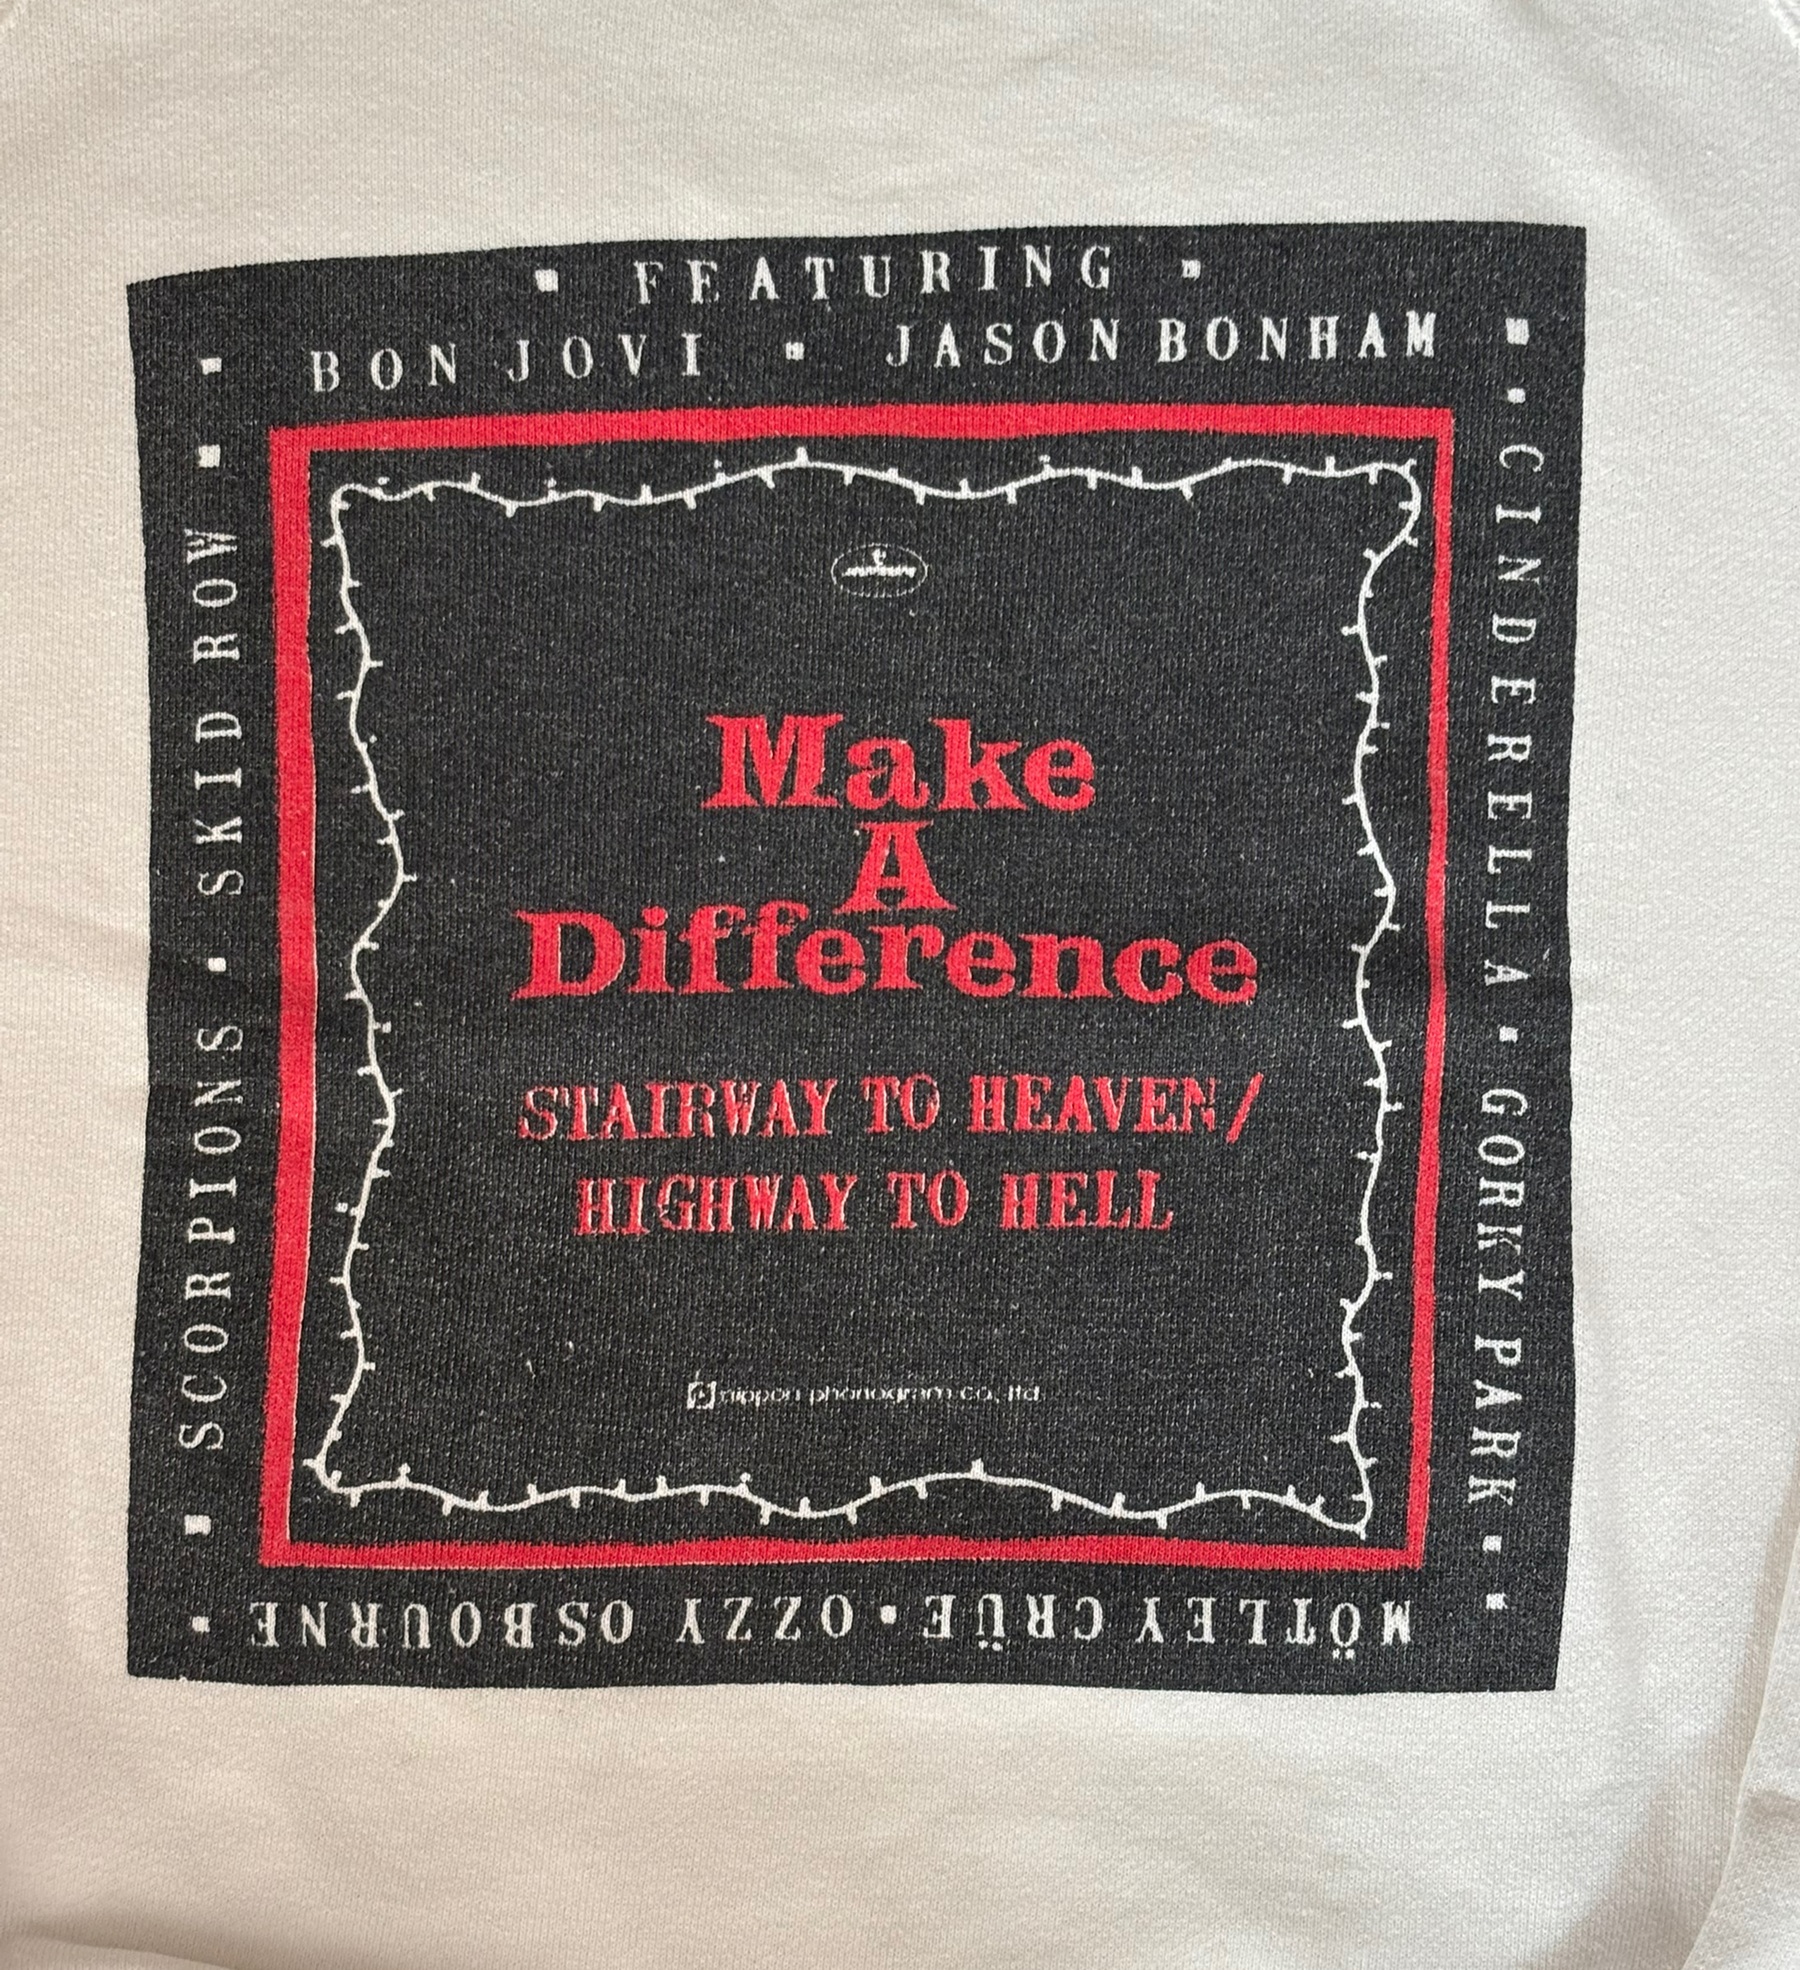 ▪ FEATURING ▪
▪ BON JOVI ▪ JASON BONHAM ▪
▪ CINDERELLA ▪ GORKY PARK ▪
▪ MÖTLEY CRÜE ▪ OZZY OSBOURNE ▪
▪ SCORPIONS ▪ SKID ROW ▪
Make
A
Difference
STAIRWAY TO HEAVEN/
HIGHWAY TO HELL
nippon phonogram co., ltd